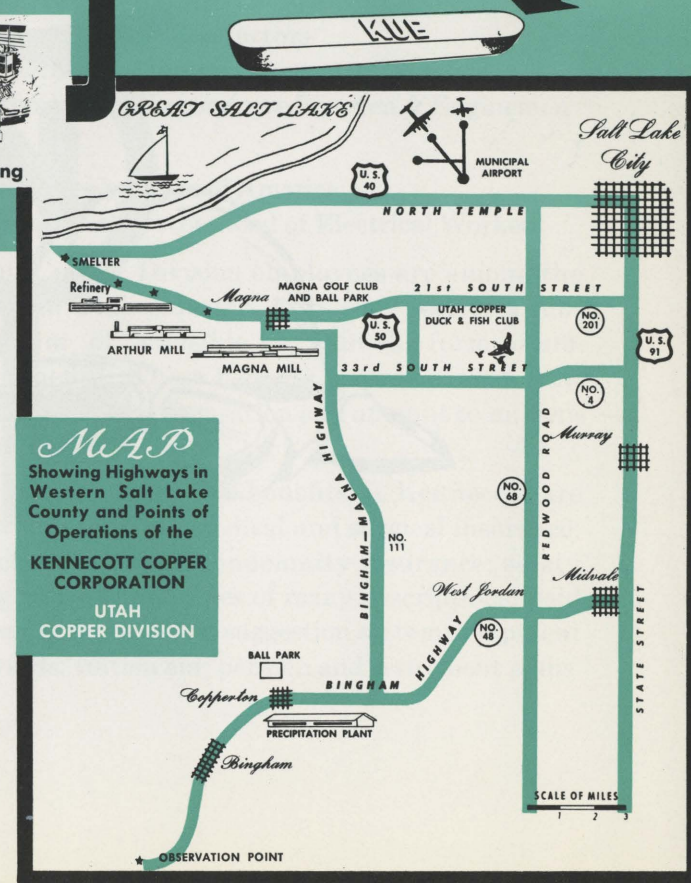 KUE
ng
GREAT SALT LAKE
Salt Lake
City
MUNICIPAL
AIRPORT
U. S.
40
NORTH TEMPLE
SMELTER
Refinery
Magna
MAGNA GOLF CLUB
AND BALL PARK
21st SOUTH STREET
NO.
201
U. S.
50
UTAH COPPER
DUCK & FISH CLUB
U. S.
91
ARTHUR MILL
MAGNA MILL
33rd SOUTH STREET
NO.
4
Murray
MAP
Showing Highways in
Western Salt Lake
County and Points of
Operations of the
KENNECOTT COPPER
CORPORATION
UTAH
COPPER DIVISION
BINGHAM—MAGNA HIGHWAY
NO.
111
NO.
68
REDWOOD ROAD
West Jordan
Midvale
NO.
48
STATE STREET
BALL PARK
Copperton
BINGHAM HIGHWAY
PRECIPITATION PLANT
Bingham
SCALE OF MILES
1 2 3
OBSERVATION POINT